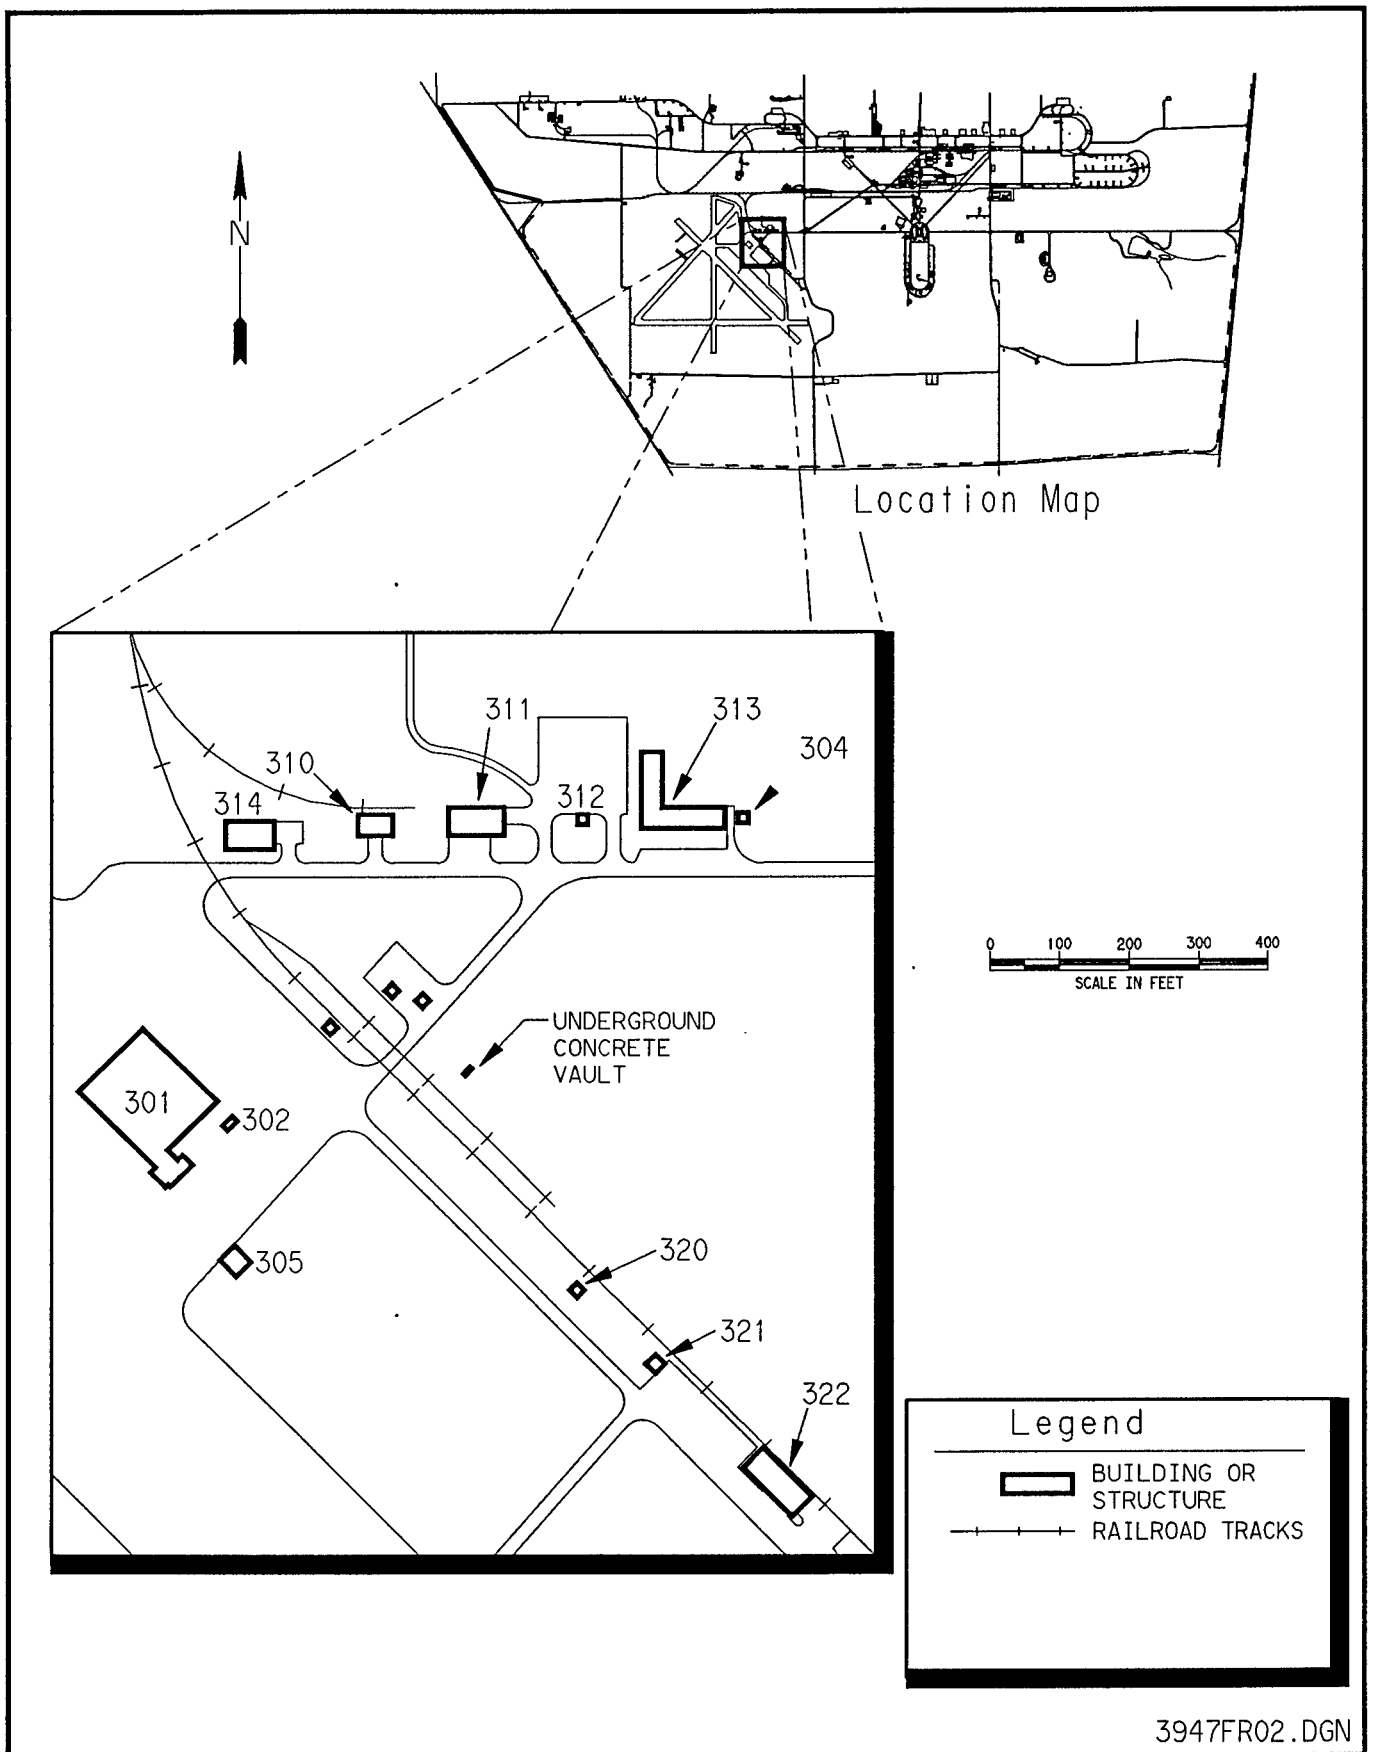 N
Location Map
311
313
304
310
314
312
0 100 200 300 400
SCALE IN FEET
UNDERGROUND
CONCRETE
VAULT
301
302
305
320
321
322
Legend
BUILDING OR
STRUCTURE
RAILROAD TRACKS
3947FR02.DGN